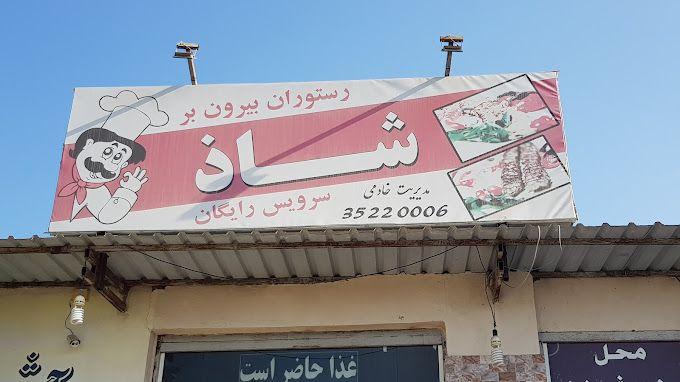 رستوران بیرون بر
شاذ
سرویس رایگان
مدیریت خادمی
35220006
غذا حاضر است
محل